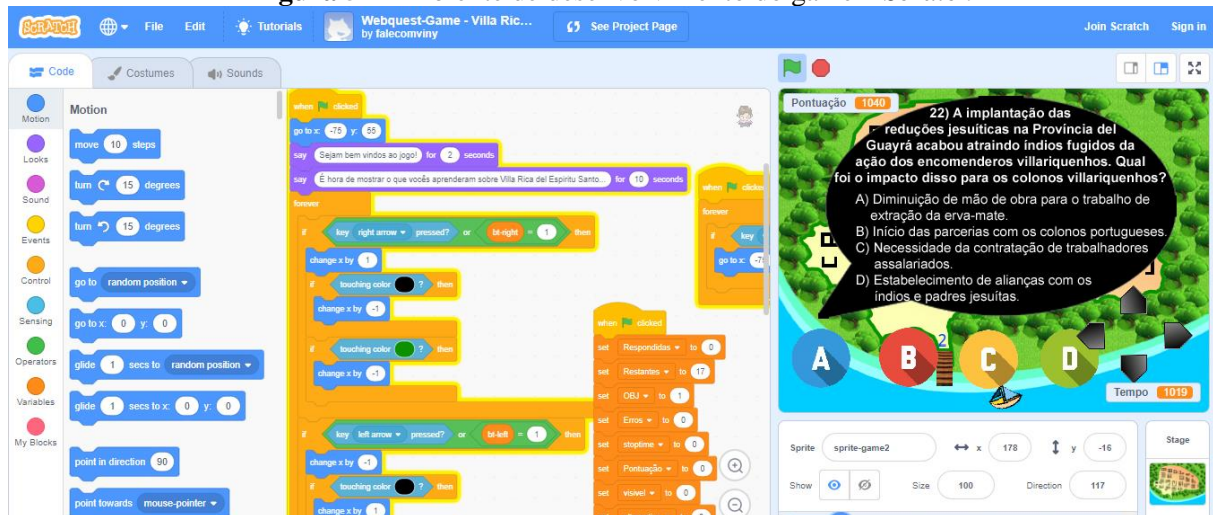 SCRATCH File Edit Tutorials Webquest-Game - Villa Ric... See Project Page Join Scratch Sign in
by falecomviny
Code Costumes Sounds
Motion
Looks
Sound
Events
Control
Sensing
Operators
Variables
My Blocks
Motion
move 10 steps
turn 15 degrees
turn 15 degrees
go to random position
go to x: 0 y: 0
glide 1 secs to random position
glide 1 secs to x: 0 y: 0
point in direction 90
point towards mouse-pointer
when clicked
go to x: -75 y: 55
say Sejam bem vindos ao jogo! for 2 seconds
say É hora de mostrar o que vocês aprenderam sobre Villa Rica del Espiritu Santo... for 10 seconds
forever
if key right arrow pressed? or bt-right = 1 then
change x by 1
if touching color ? then
change x by -1
if touching color ? then
change x by -1
if key left arrow pressed? or bt-left = 1 then
change x by -1
if touching color ? then
change x by 1
when clicked
forever
if key
go to x: -75
when clicked
set Respondidas to 0
set Restantes to 17
set OBJ to 1
set Erros to 0
set stoptime to 0
set Pontuação to 0
set visivel to 0
Pontuação 1040
22) A implantação das
reduções jesuíticas na Província del
Guayrá acabou atraindo índios fugidos da
ação dos encomenderos villariquenhos. Qual
foi o impacto disso para os colonos villariquenhos?
A) Diminuição de mão de obra para o trabalho de
extração da erva-mate.
B) Início das parcerias com os colonos portugueses.
C) Necessidade da contratação de trabalhadores
assalariados.
D) Estabelecimento de alianças com os
índios e padres jesuítas.
2
A B C D
Tempo 1019
Sprite sprite-game2 x 178 y -16
Show Size 100 Direction 117
Stage